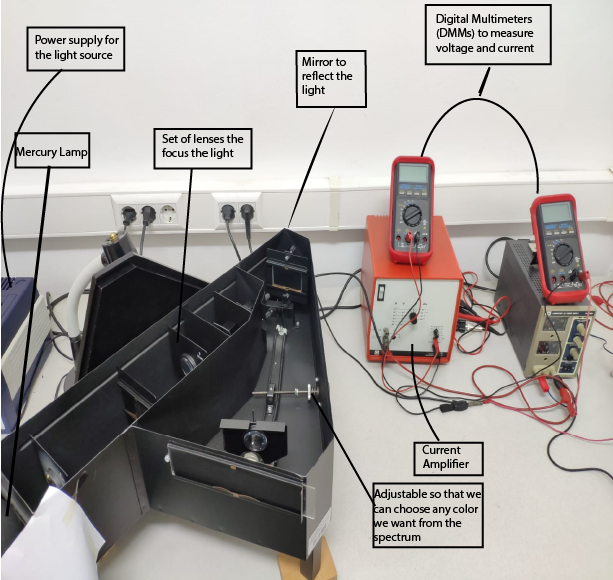 Power supply for
the light source
Mercury Lamp
Set of lenses the
focus the light
Mirror to
reflect the
light
Digital Multimeters
(DMMs) to measure
voltage and current
Current
Amplifier
Adjustable so that we
can choose any color
we want from the
spectrum